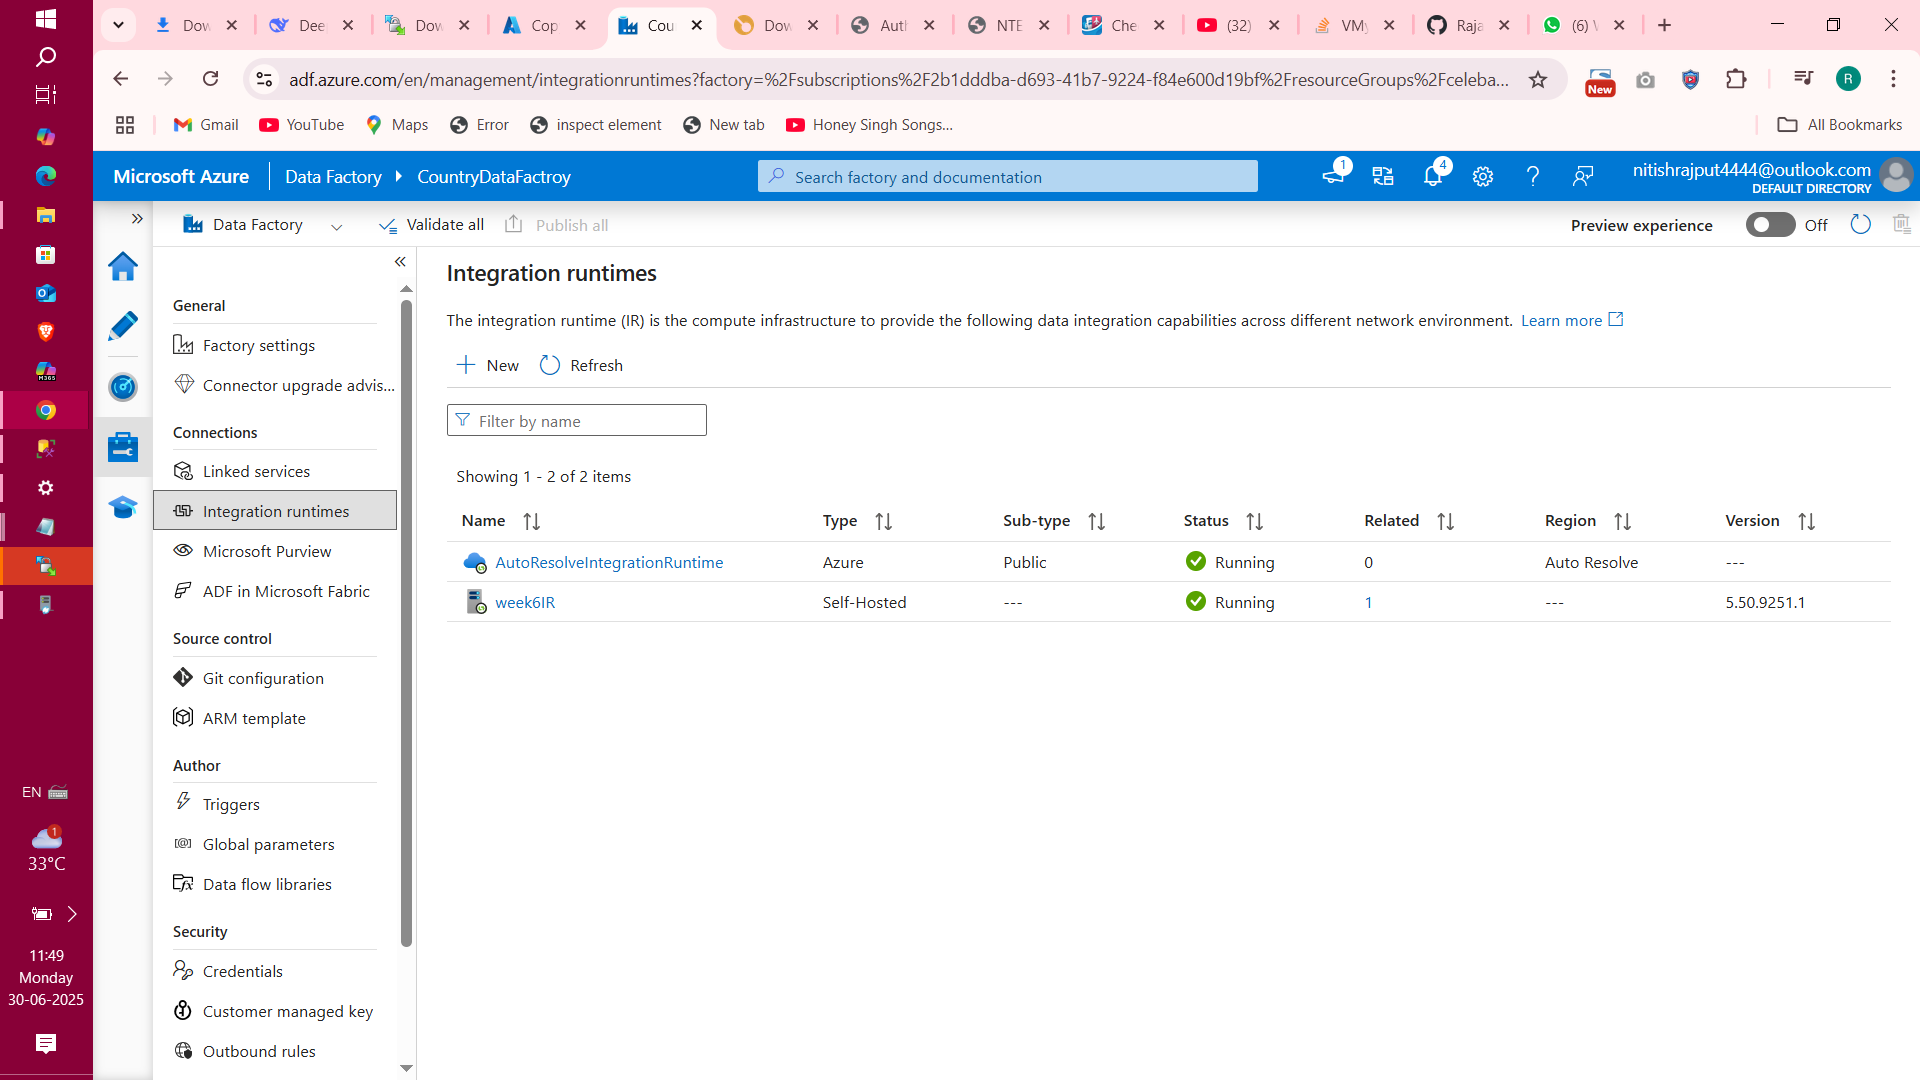 Dow
Dee
Dow
Cop
Cou
Dow
Auth
NTE
Che
(32)
VMy
Raja
(6) V
adf.azure.com/en/management/integrationruntimes?factory=%2Fsubscriptions%2F2b1dddba-d693-41b7-9224-f84e600d19bf%2FresourceGroups%2Fceleba...
New
R
Gmail
YouTube
Maps
Error
inspect element
New tab
Honey Singh Songs...
All Bookmarks
Microsoft Azure
Data Factory
CountryDataFactroy
Search factory and documentation
1
4
nitishrajput4444@outlook.com
DEFAULT DIRECTORY
Data Factory
Validate all
Publish all
Preview experience
Off
General
Factory settings
Connector upgrade advis...
Connections
Linked services
Integration runtimes
Microsoft Purview
ADF in Microsoft Fabric
Source control
Git configuration
ARM template
Author
Triggers
Global parameters
Data flow libraries
Security
Credentials
Customer managed key
Outbound rules
Integration runtimes
The integration runtime (IR) is the compute infrastructure to provide the following data integration capabilities across different network environment. Learn more
New
Refresh
Filter by name
Showing 1 - 2 of 2 items
Name Type Sub-type Status Related Region Version
AutoResolveIntegrationRuntime Azure Public Running 0 Auto Resolve ---
week6IR Self-Hosted --- Running 1 --- 5.50.9251.1
M365
EN
1
33°C
11:49
Monday
30-06-2025